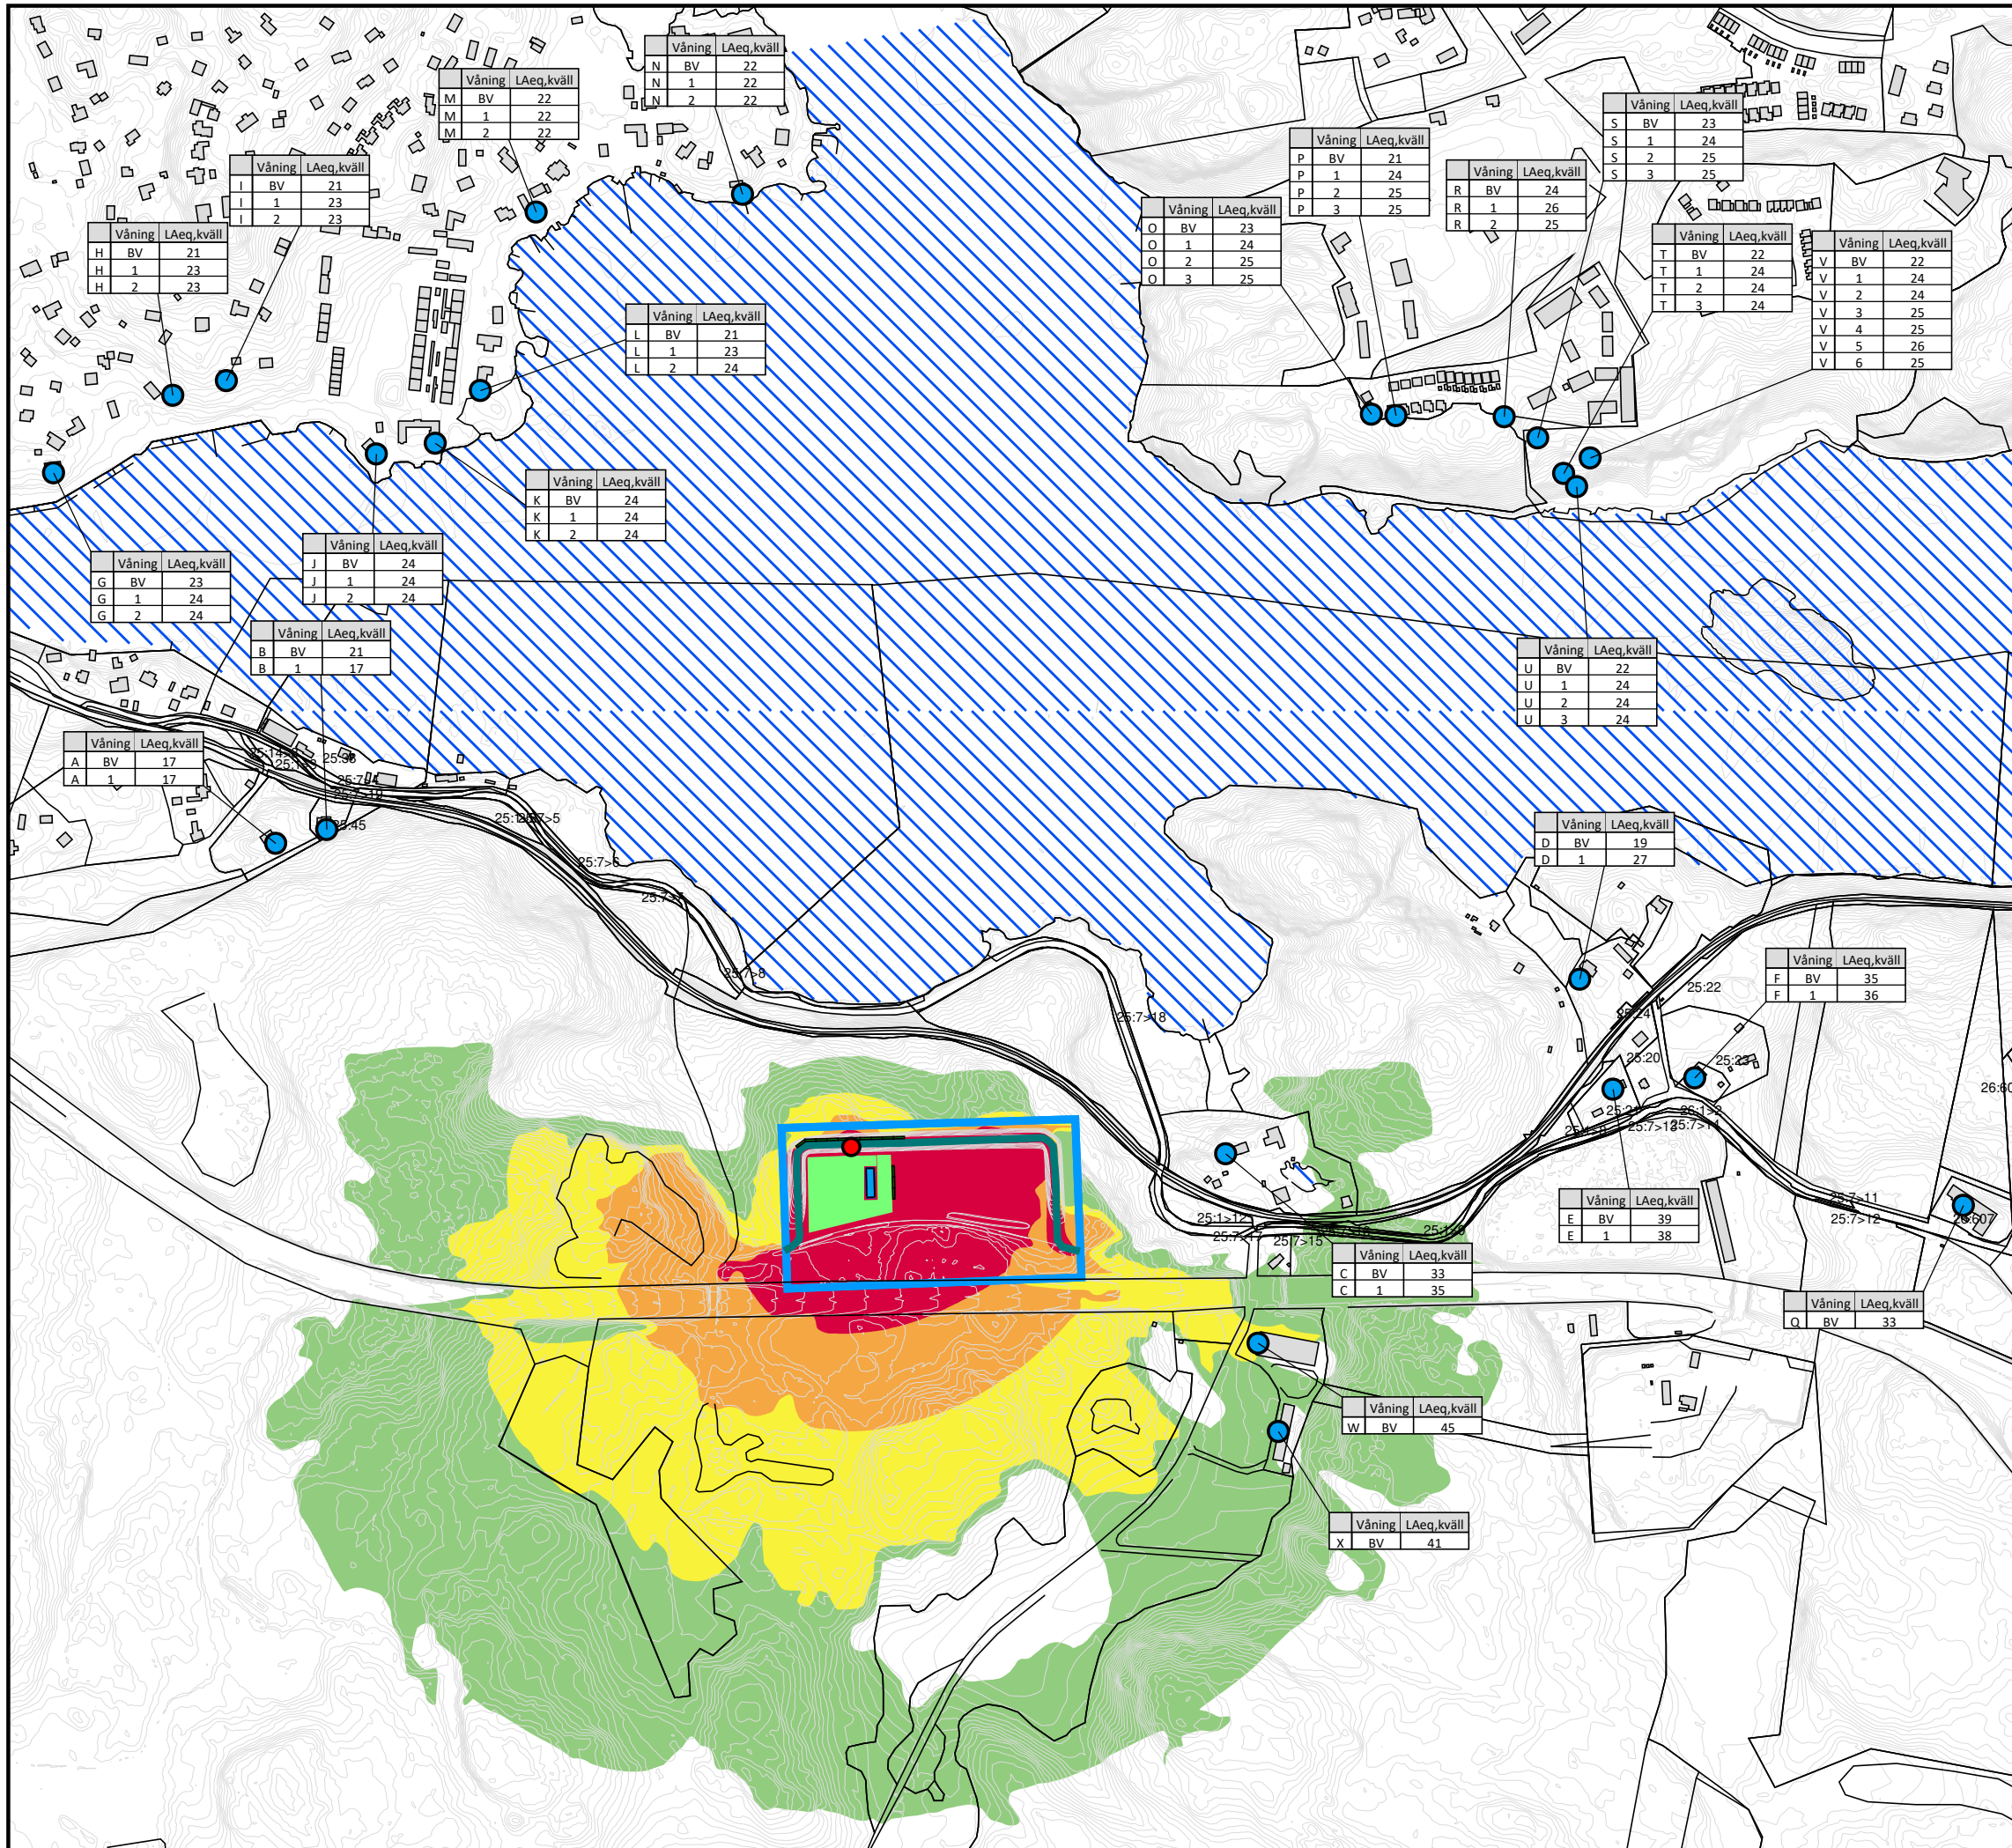 Våning LAeq,kväll
N BV 22
N 1 22
N 2 22
Våning LAeq,kväll
M BV 22
M 1 22
M 2 22
Våning LAeq,kväll
S BV 23
S 1 24
S 2 25
S 3 25
Våning LAeq,kväll
P BV 21
P 1 24
P 2 25
P 3 25
Våning LAeq,kväll
I BV 21
I 1 23
I 2 23
Våning LAeq,kväll
R BV 24
R 1 26
R 2 25
Våning LAeq,kväll
O BV 23
O 1 24
O 2 25
O 3 25
Våning LAeq,kväll
H BV 21
H 1 23
H 2 23
Våning LAeq,kväll
T BV 22
T 1 24
T 2 24
T 3 24
Våning LAeq,kväll
V BV 22
V 1 24
V 2 24
V 3 25
V 4 25
V 5 26
V 6 25
Våning LAeq,kväll
L BV 21
L 1 23
L 2 24
Våning LAeq,kväll
K BV 24
K 1 24
K 2 24
Våning LAeq,kväll
J BV 24
J 1 24
J 2 24
Våning LAeq,kväll
G BV 23
G 1 24
G 2 24
Våning LAeq,kväll
B BV 21
B 1 17
Våning LAeq,kväll
U BV 22
U 1 24
U 2 24
U 3 24
Våning LAeq,kväll
A BV 17
A 1 17
25:7>6
25:7>8
25:7>18
Våning LAeq,kväll
D BV 19
D 1 27
Våning LAeq,kväll
F BV 35
F 1 36
25:22
25:24
25:20
25:23
26:1>2
25:7>13
25:7>11
25:7>12
26:607
Våning LAeq,kväll
E BV 39
E 1 38
25:1>12
25:7>15
Våning LAeq,kväll
C BV 33
C 1 35
Våning LAeq,kväll
Q BV 33
Våning LAeq,kväll
W BV 45
Våning LAeq,kväll
X BV 41